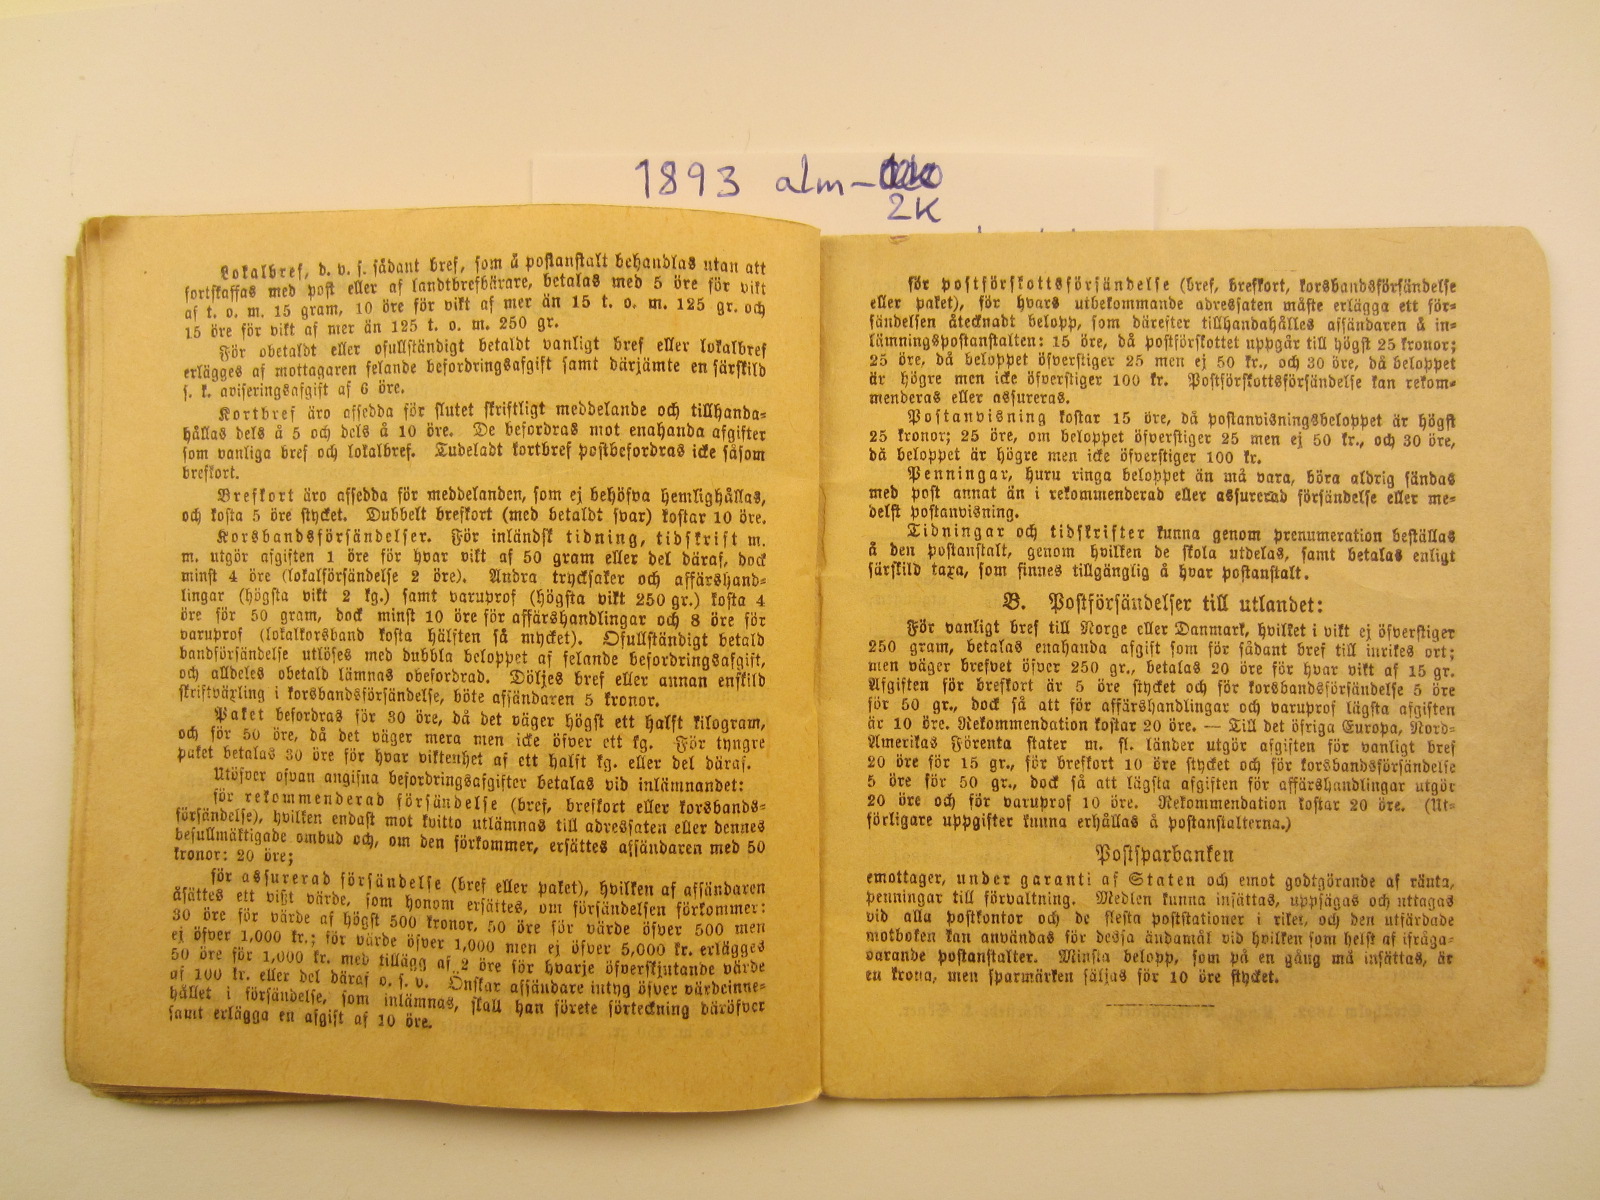 1893 alm-
2K
Lokalbref, d. v. s. sådant bref, som å postanstalt behandlas utan att
fortskaffas med post eller af landtbrefbärare, betalas med 5 öre för vikt
af t. o. m. 15 gram, 10 öre för vikt af mer än 15 t. o. m. 125 gr. och
15 öre för vikt af mer än 125 t. o. m. 250 gr.
För obetaldt eller ofullständigt betaldt vanligt bref eller lokalbref
erlägges af mottagaren felande befordringsafgift samt därjämte en särskild
s. k. aviseringsafgift af 6 öre.
Kortbref äro afsedda för slutet skriftligt meddelande och tillhanda=
hållas dels å 5 och dels å 10 öre. De befordras mot enahanda afgifter
som vanliga bref och lokalbref. Tudeladt kortbref postbefordras icke såsom
brefkort.
Brefkort äro afsedda för meddelanden, som ej behöfva hemlighållas,
och kosta 5 öre stycket. Dubbelt brefkort (med betaldt svar) kostar 10 öre.
Korsbandsförsändelser. För inländsk tidning, tidskrift m.
m. utgör afgiften 1 öre för hvar vikt af 50 gram eller del däraf, dock
minst 4 öre (lokalförsändelse 2 öre). Andra trycksaker och affärshand=
lingar (högsta vikt 2 kg.) samt varuprof (högsta vikt 250 gr.) kosta 4
öre för 50 gram, dock minst 10 öre för affärshandlingar och 8 öre för
varuprof (lokalkorsband kosta hälften så mycket). Ofullständigt betald
bandförsändelse utlöses med dubbla beloppet af felande befordringsafgift,
och alldeles obetald lämnas obefordrad. Döljes bref eller annan enskild
skriftväxling i korsbandsförsändelse, böte afsändaren 5 kronor.
Paket befordras för 30 öre, då det väger högst ett halft kilogram,
och för 50 öre, då det väger mera men icke öfver ett kg. För tyngre
paket betalas 30 öre för hvar viktenhet af ett halft kg. eller del däraf.
Utöfver ofvan angifna befordringsafgifter betalas vid inlämnandet:
för rekommenderad försändelse (bref, brefkort eller korsbands=
försändelse), hvilken endast mot kvitto utlämnas till adressaten eller dennes
befullmäktigade ombud och, om den förkommer, ersättes afsändaren med 50
kronor: 20 öre;
för assurerad försändelse (bref eller paket), hvilken af afsändaren
åsättes ett visst värde, som honom ersättes, om försändelsen förkommer:
30 öre för värde af högst 500 kronor, 50 öre för värde öfver 500 men
ej öfver 1,000 kr.; för värde öfver 1,000 men ej öfver 5,000 kr. erlägges
50 öre för 1,000 kr. med tillägg af 2 öre för hvarje öfverskjutande värde
af 100 kr. eller del däraf o. s. v. Önskar afsändare intyg öfver värdeinne=
hållet i försändelse, som inlämnas, skall han förete förteckning däröfver
samt erlägga en afgift af 10 öre.
för postförskottsförsändelse (bref, brefkort, korsbandsförsändelse
eller paket), för hvars utbekommande adressaten måste erlägga ett för=
sändelsen åtecknadt belopp, som därefter tillhandahålles afsändaren å in=
lämningspostanstalten: 15 öre, då postförskottet uppgår till högst 25 kronor;
25 öre, då beloppet öfverstiger 25 men ej 50 kr., och 30 öre, då beloppet
är högre men icke öfverstiger 100 kr. Postförskottsförsändelse kan rekom=
menderas eller assureras.
Postanvisning kostar 15 öre, då postanvisningsbeloppet är högst
25 kronor; 25 öre, om beloppet öfverstiger 25 men ej 50 kr., och 30 öre,
då beloppet är högre men icke öfverstiger 100 kr.
Penningar, huru ringa beloppet än må vara, böra aldrig sändas
med post annat än i rekommenderad eller assurerad försändelse eller me=
delst postanvisning.
Tidningar och tidskrifter kunna genom prenumeration beställas
å den postanstalt, genom hvilken de skola utdelas, samt betalas enligt
särskild taxa, som finnes tillgänglig å hvar postanstalt.
B. Postförsändelser till utlandet:
För vanligt bref till Norge eller Danmark, hvilket i vikt ej öfverstiger
250 gram, betalas enahanda afgift som för sådant bref till inrikes ort;
men väger brefvet öfver 250 gr., betalas 20 öre för hvar vikt af 15 gr.
Afgiften för brefkort är 5 öre stycket och för korsbandsförsändelse 5 öre
för 50 gr., dock så att för affärshandlingar och varuprof lägsta afgiften
är 10 öre. Rekommendation kostar 20 öre. — Till det öfriga Europa, Nord=
Amerikas Förenta stater m. fl. länder utgör afgiften för vanligt bref
20 öre för 15 gr., för brefkort 10 öre stycket och för korsbandsförsändelse
5 öre för 50 gr., dock så att lägsta afgiften för affärshandlingar utgör
20 öre och för varuprof 10 öre. Rekommendation kostar 20 öre. (Ut=
förligare uppgifter kunna erhållas å postanstalterna.)
Postsparbanken
emottager, under garanti af Staten och emot godtgörande af ränta,
penningar till förvaltning. Medlen kunna insättas, uppsägas och uttagas
vid alla postkontor och de flesta poststationer i riket, och den utfärdade
motboken kan användas för dessa ändamål vid hvilken som helst af ifråga=
varande postanstalter. Minsta belopp, som på en gång må insättas, är
en krona, men sparmärken säljas för 10 öre stycket.